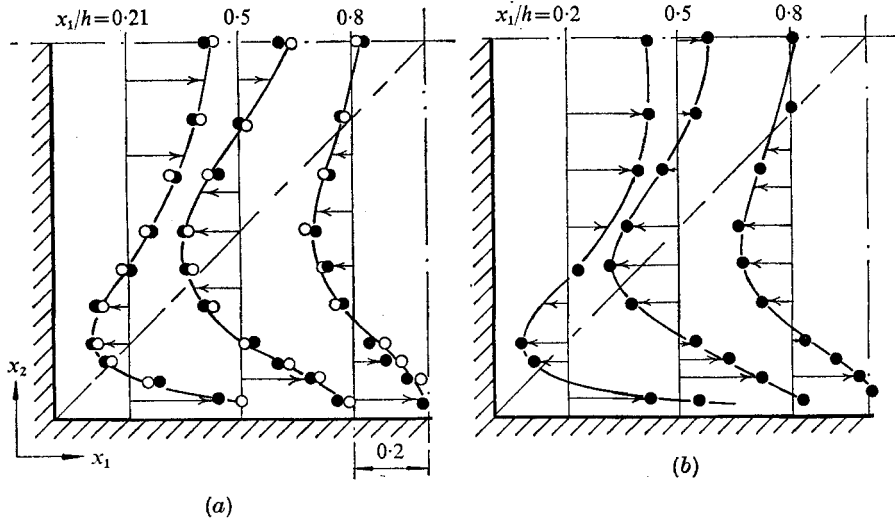 x₁/h = 0·21 0·5 0·8
x₁/h = 0·2 0·5 0·8
x₂
x₁
0·2
(a)
(b)